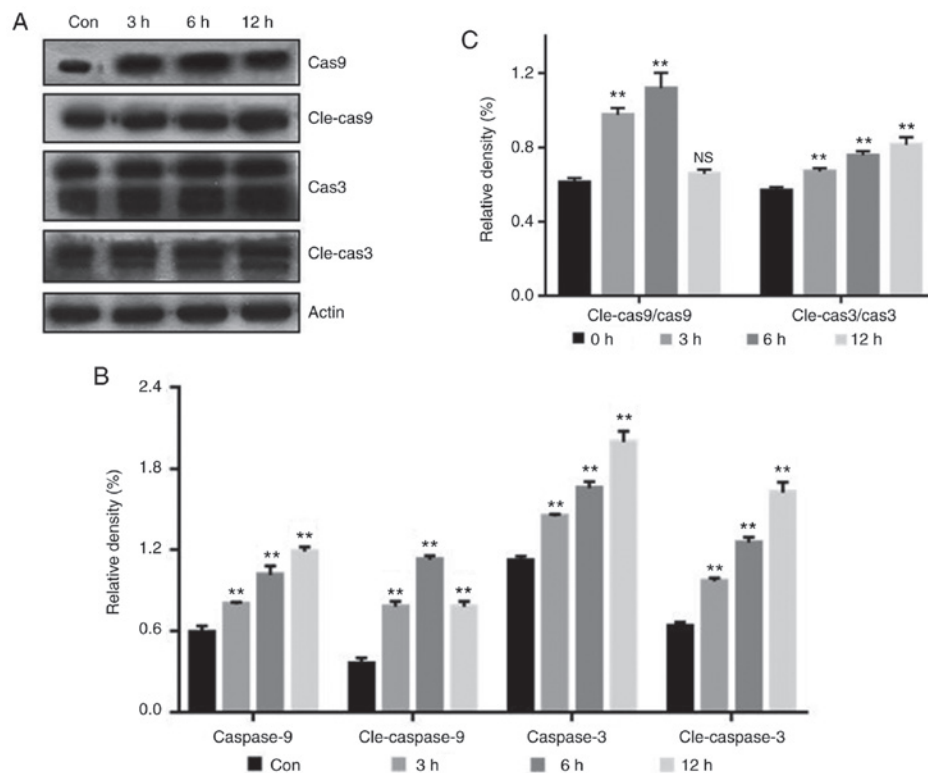 A
Con 3 h 6 h 12 h
Cas9
Cle-cas9
Cas3
Cle-cas3
Actin
C
Relative density (%)
1.2
0.8
0.4
0.0
** ** NS ** ** **
Cle-cas9/cas9 Cle-cas3/cas3
0 h 3 h 6 h 12 h
B
Relative density (%)
2.4
1.8
1.2
0.6
0.0
** ** ** ** ** ** ** ** ** ** ** **
Caspase-9 Cle-caspase-9 Caspase-3 Cle-caspase-3
Con 3 h 6 h 12 h